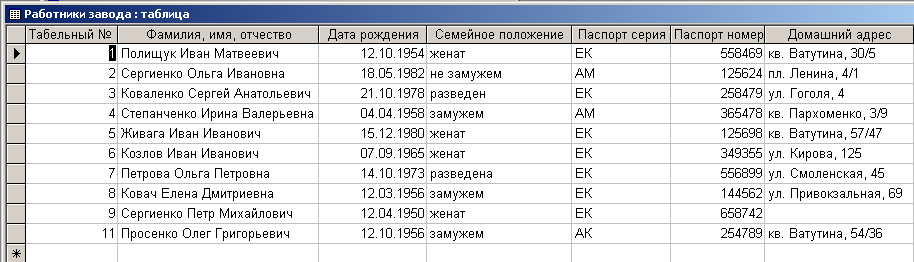 Работники завода : таблица
Табельный № Фамилия, имя, отчество Дата рождения Семейное положение Паспорт серия Паспорт номер Домашний адрес
1 Полищук Иван Матвеевич 12.10.1954 женат ЕК 558469 кв. Ватутина, 30/5
2 Сергиенко Ольга Ивановна 18.05.1982 не замужем АМ 125624 пл. Ленина, 4/1
3 Коваленко Сергей Анатольевич 21.10.1978 разведен ЕК 258479 ул. Гоголя, 4
4 Степанченко Ирина Валерьевна 04.04.1958 замужем АМ 365478 кв. Пархоменко, 3/9
5 Живага Иван Иванович 15.12.1980 женат ЕК 125698 кв. Ватутина, 57/47
6 Козлов Иван Иванович 07.09.1965 женат ЕК 349355 ул. Кирова, 125
7 Петрова Ольга Петровна 14.10.1973 разведена ЕК 556899 ул. Смоленская, 45
8 Ковач Елена Дмитриевна 12.03.1956 замужем ЕК 144562 ул. Привокзальная, 69
9 Сергиенко Петр Михайлович 12.04.1950 женат ЕК 658742
11 Просенко Олег Григорьевич 12.10.1956 замужем АК 254789 кв. Ватутина, 54/36